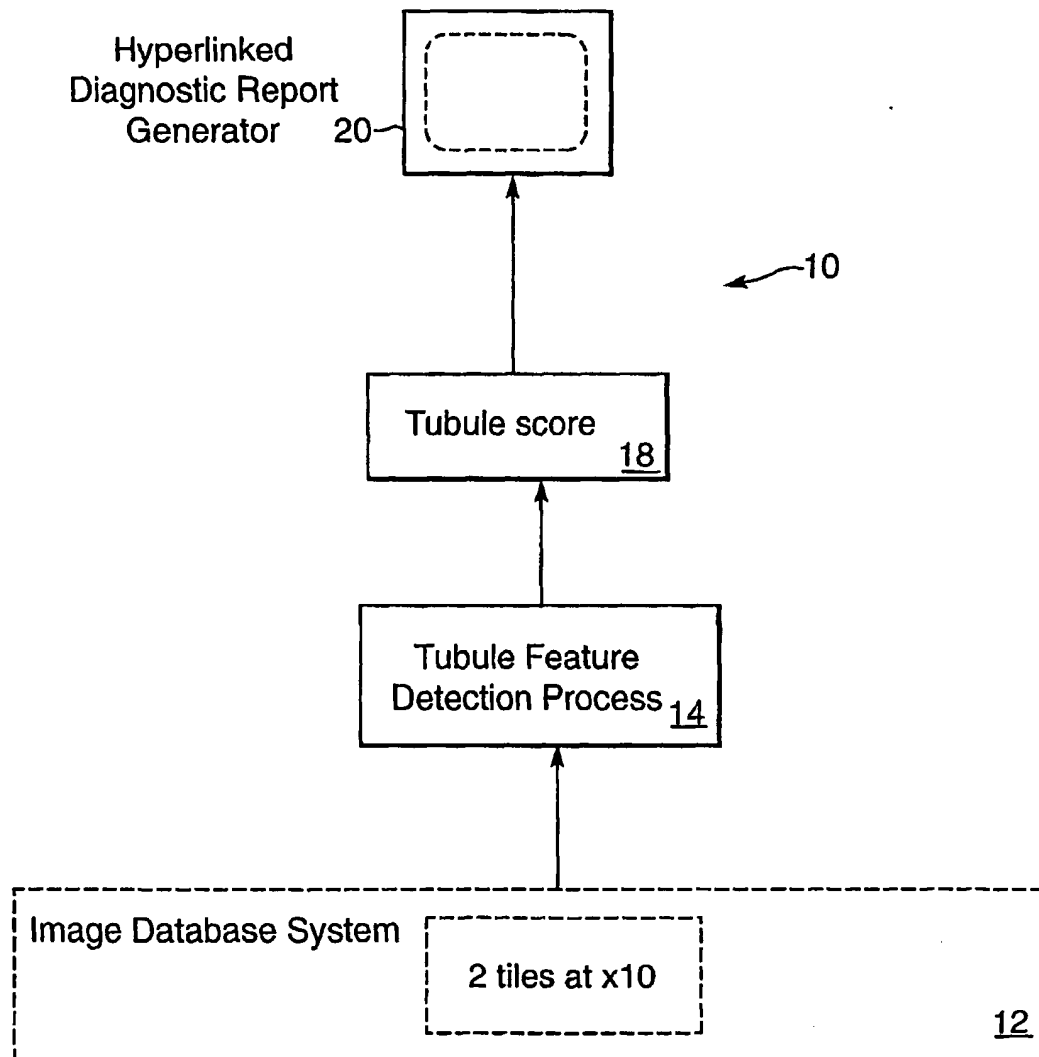 Hyperlinked
Diagnostic Report
Generator 20
10
Tubule score
18
Tubule Feature
Detection Process 14
Image Database System
2 tiles at x10
12